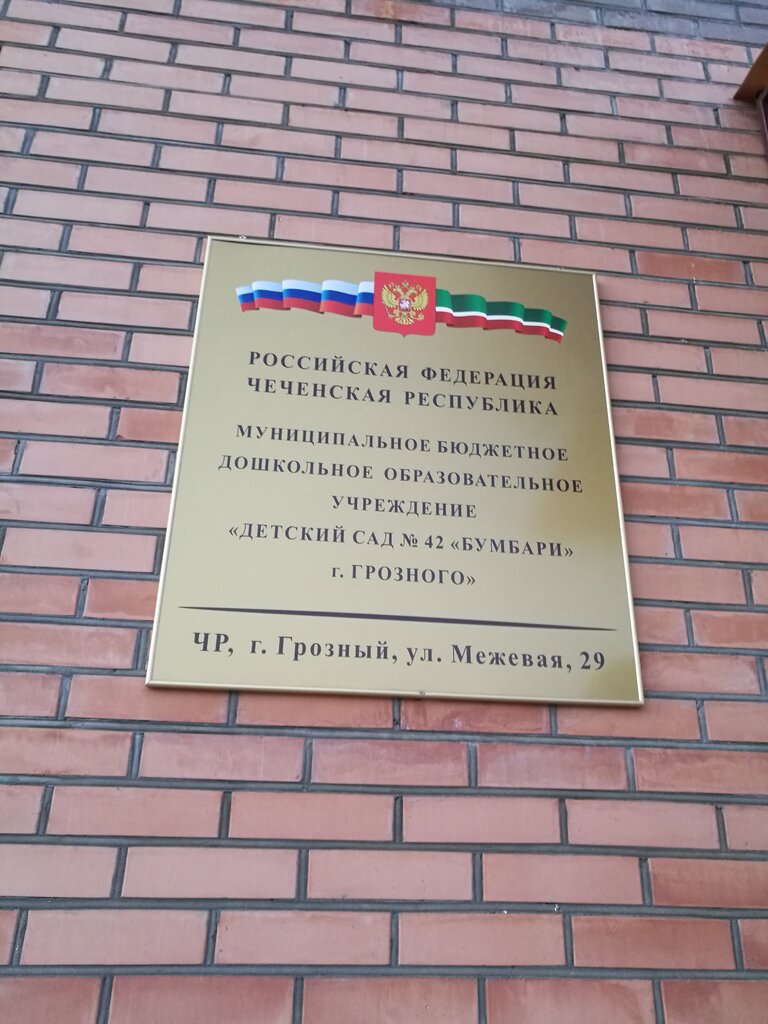 РОССИЙСКАЯ ФЕДЕРАЦИЯ
ЧЕЧЕНСКАЯ РЕСПУБЛИКА
МУНИЦИПАЛЬНОЕ БЮДЖЕТНОЕ
ДОШКОЛЬНОЕ ОБРАЗОВАТЕЛЬНОЕ
УЧРЕЖДЕНИЕ
«ДЕТСКИЙ САД № 42 «БУМБАРИ»
г. ГРОЗНОГО»
ЧР, г. Грозный, ул. Межевая, 29